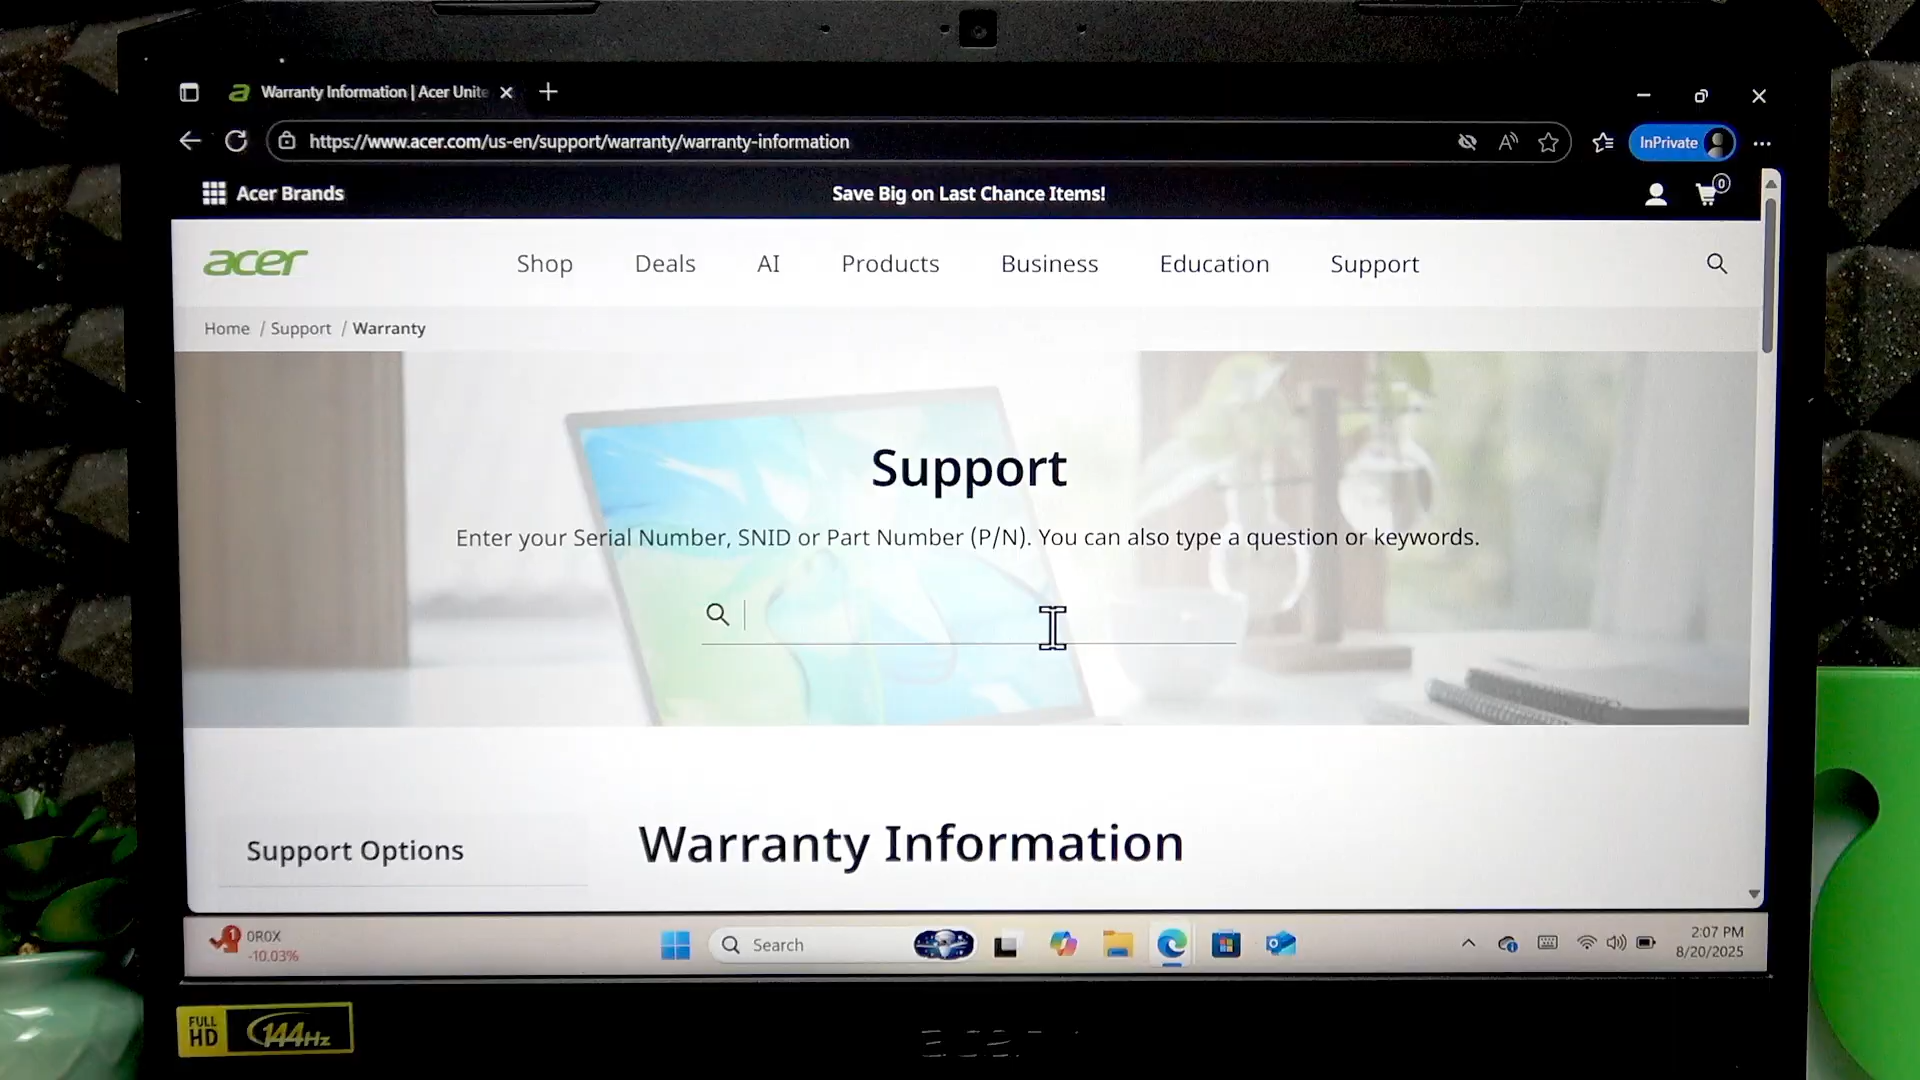 Warranty Information | Acer Unite
https://www.acer.com/us-en/support/warranty/warranty-information
InPrivate
Acer Brands
Save Big on Last Chance Items!
0
acer
Shop
Deals
AI
Products
Business
Education
Support
Home / Support / Warranty
Support
Enter your Serial Number, SNID or Part Number (P/N). You can also type a question or keywords.
Support Options
Warranty Information
1
OROX
-10.03%
Search
2:07 PM
8/20/2025
FULL HD
144Hz
acer